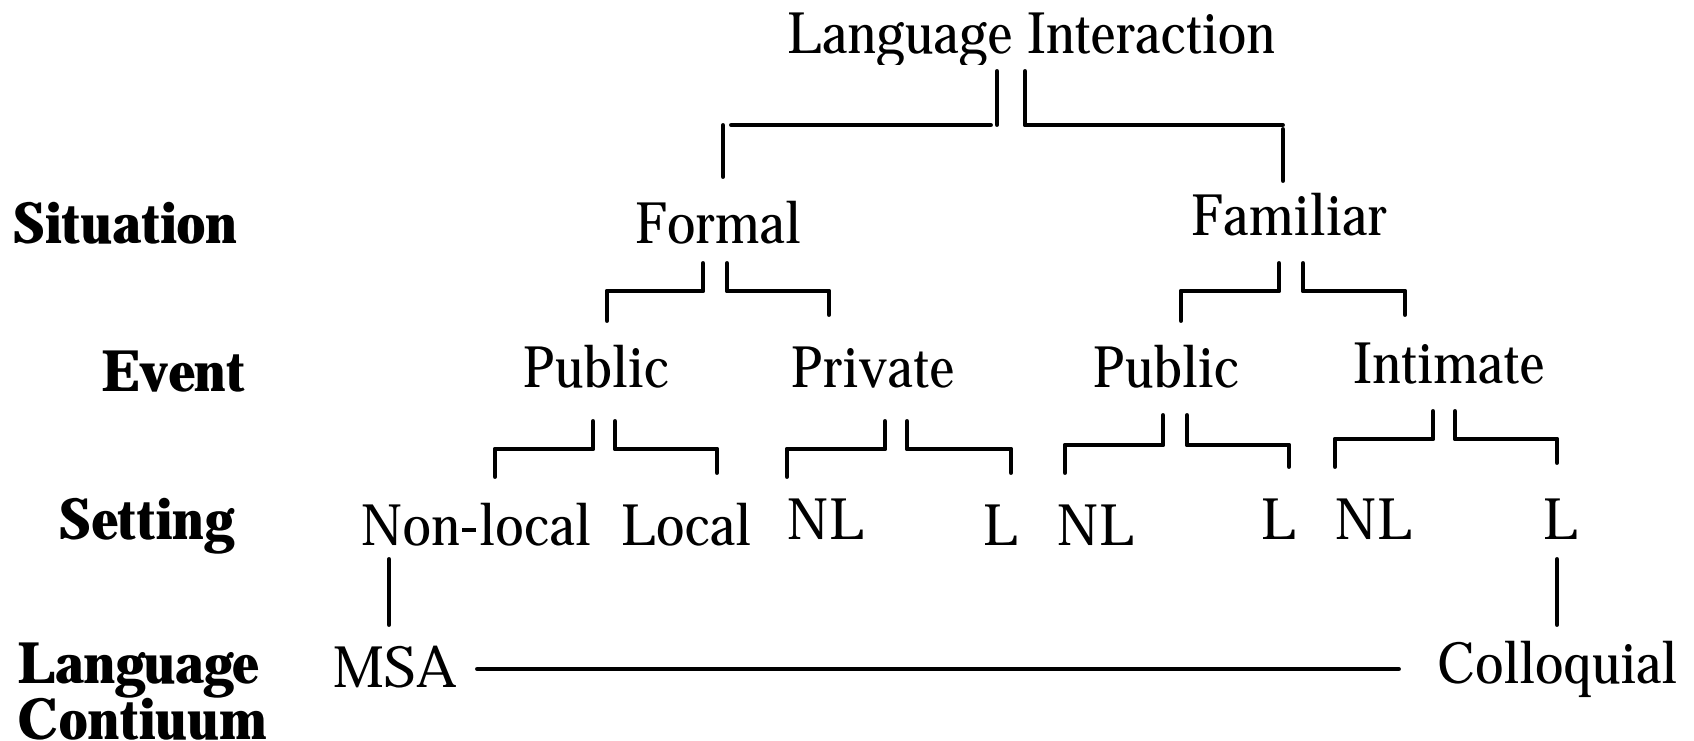 Language Interaction
Situation Formal Familiar
Event Public Private Public Intimate
Setting Non-local Local NL L NL L NL L
Language MSA Colloquial
Contiuum